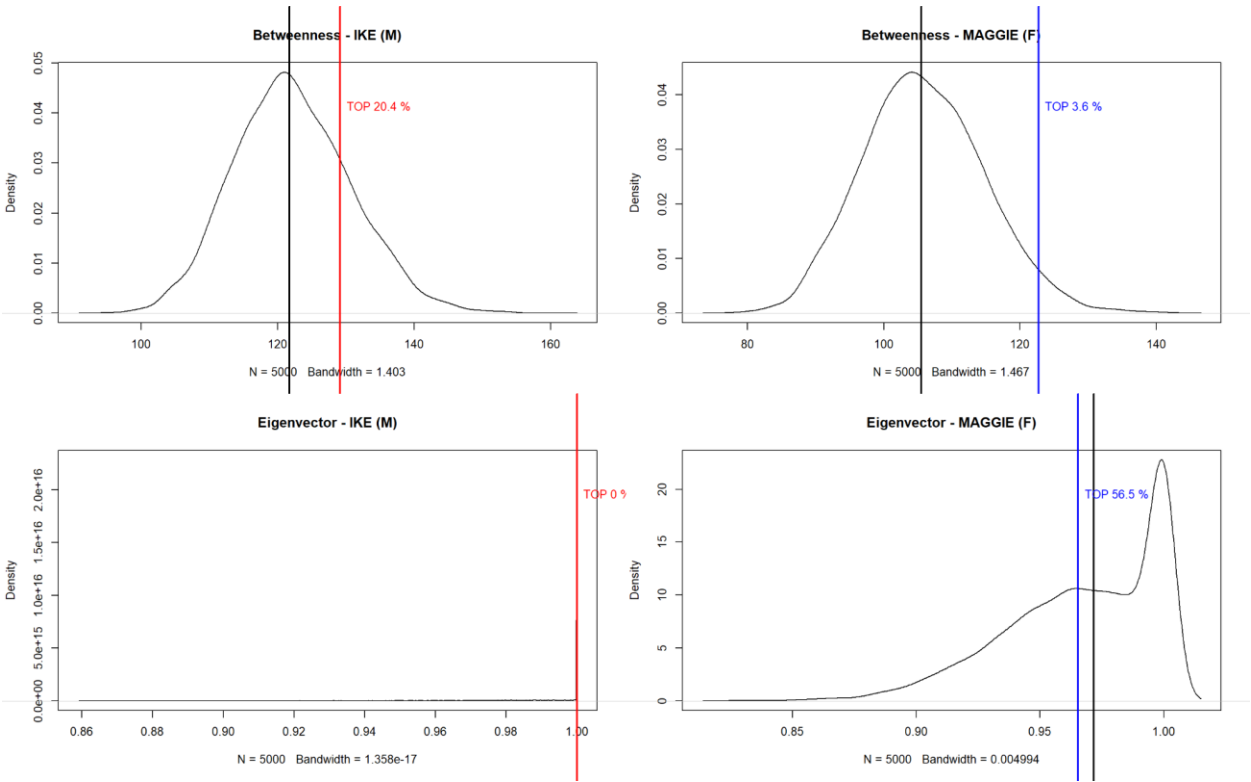 Betweenness - IKE (M)
Density
0.00
0.01
0.02
0.03
0.04
0.05
TOP 20.4 %
100
120
140
160
N = 5000 Bandwidth = 1.403
Betweenness - MAGGIE (F)
Density
0.00
0.01
0.02
0.03
0.04
TOP 3.6 %
80
100
120
140
N = 5000 Bandwidth = 1.467
Eigenvector - IKE (M)
Density
0.0e+00
5.0e+15
1.0e+16
1.5e+16
2.0e+16
TOP 0 %
0.86
0.88
0.90
0.92
0.94
0.96
0.98
1.00
N = 5000 Bandwidth = 1.358e-17
Eigenvector - MAGGIE (F)
Density
0
5
10
15
20
TOP 56.5 %
0.85
0.90
0.95
1.00
N = 5000 Bandwidth = 0.004994